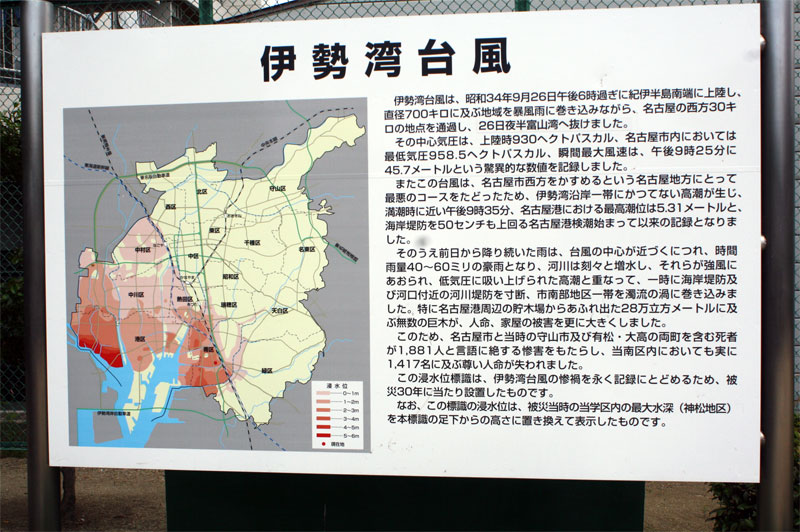 伊勢湾台風
伊勢湾台風は、昭和34年9月26日午後6時過ぎに紀伊半島南端に上陸し、
直径700キロに及ぶ地域を暴風雨に巻き込みながら、名古屋の西方30キ
ロの地点を通過し、26日夜半富山湾へ抜けました。
その中心気圧は、上陸時930ヘクトパスカル、名古屋市内においては
最低気圧958.5ヘクトパスカル、瞬間最大風速は、午後9時25分に
45.7メートルという驚異的な数値を記録しました。
またこの台風は、名古屋市西方をかすめるという名古屋地方にとって
最悪のコースをたどったため、伊勢湾沿岸一帯にかつてない高潮が生じ、
満潮時に近い午後9時35分、名古屋港における最高潮位は5.31メートルと、
海岸堤防を50センチも上回る名古屋港検潮始まって以来の記録となりま
した。
そのうえ前日から降り続いた雨は、台風の中心が近づくにつれ、時間
雨量40〜60ミリの豪雨となり、河川は刻々と増水し、それらが強風に
あおられ、低気圧に吸い上げられた高潮と重なって、一時に海岸堤防及
び河口付近の河川堤防を寸断、市南部地区一帯を濁流の渦に巻き込みま
した。特に名古屋港周辺の貯木場からあふれ出た28万立方メートルに及
ぶ無数の巨木が、人命、家屋の被害を更に大きくしました。
このため、名古屋市と当時の守山市及び有松・大高の両町を含む死者
が1,881人と言語に絶する惨害をもたらし、当南区内においても実に
1,417名に及ぶ尊い人命が失われました。
この浸水位標識は、伊勢湾台風の惨禍を永く記録にとどめるため、被
災30年に当たり設置したものです。
なお、この標識の浸水位は、被災当時の当学区内の最大水深（神松地区）
を本標識の足下からの高さに置き換えて表示したものです。
守山区
北区
西区
東区
千種区
名東区
中村区
中区
昭和区
中川区
熱田区
瑞穂区
天白区
港区
南区
緑区
東名阪自動車道
伊勢湾岸自動車道
浸水位
0〜1m
1〜2m
2〜3m
3〜4m
4〜5m
5〜6m
現在地